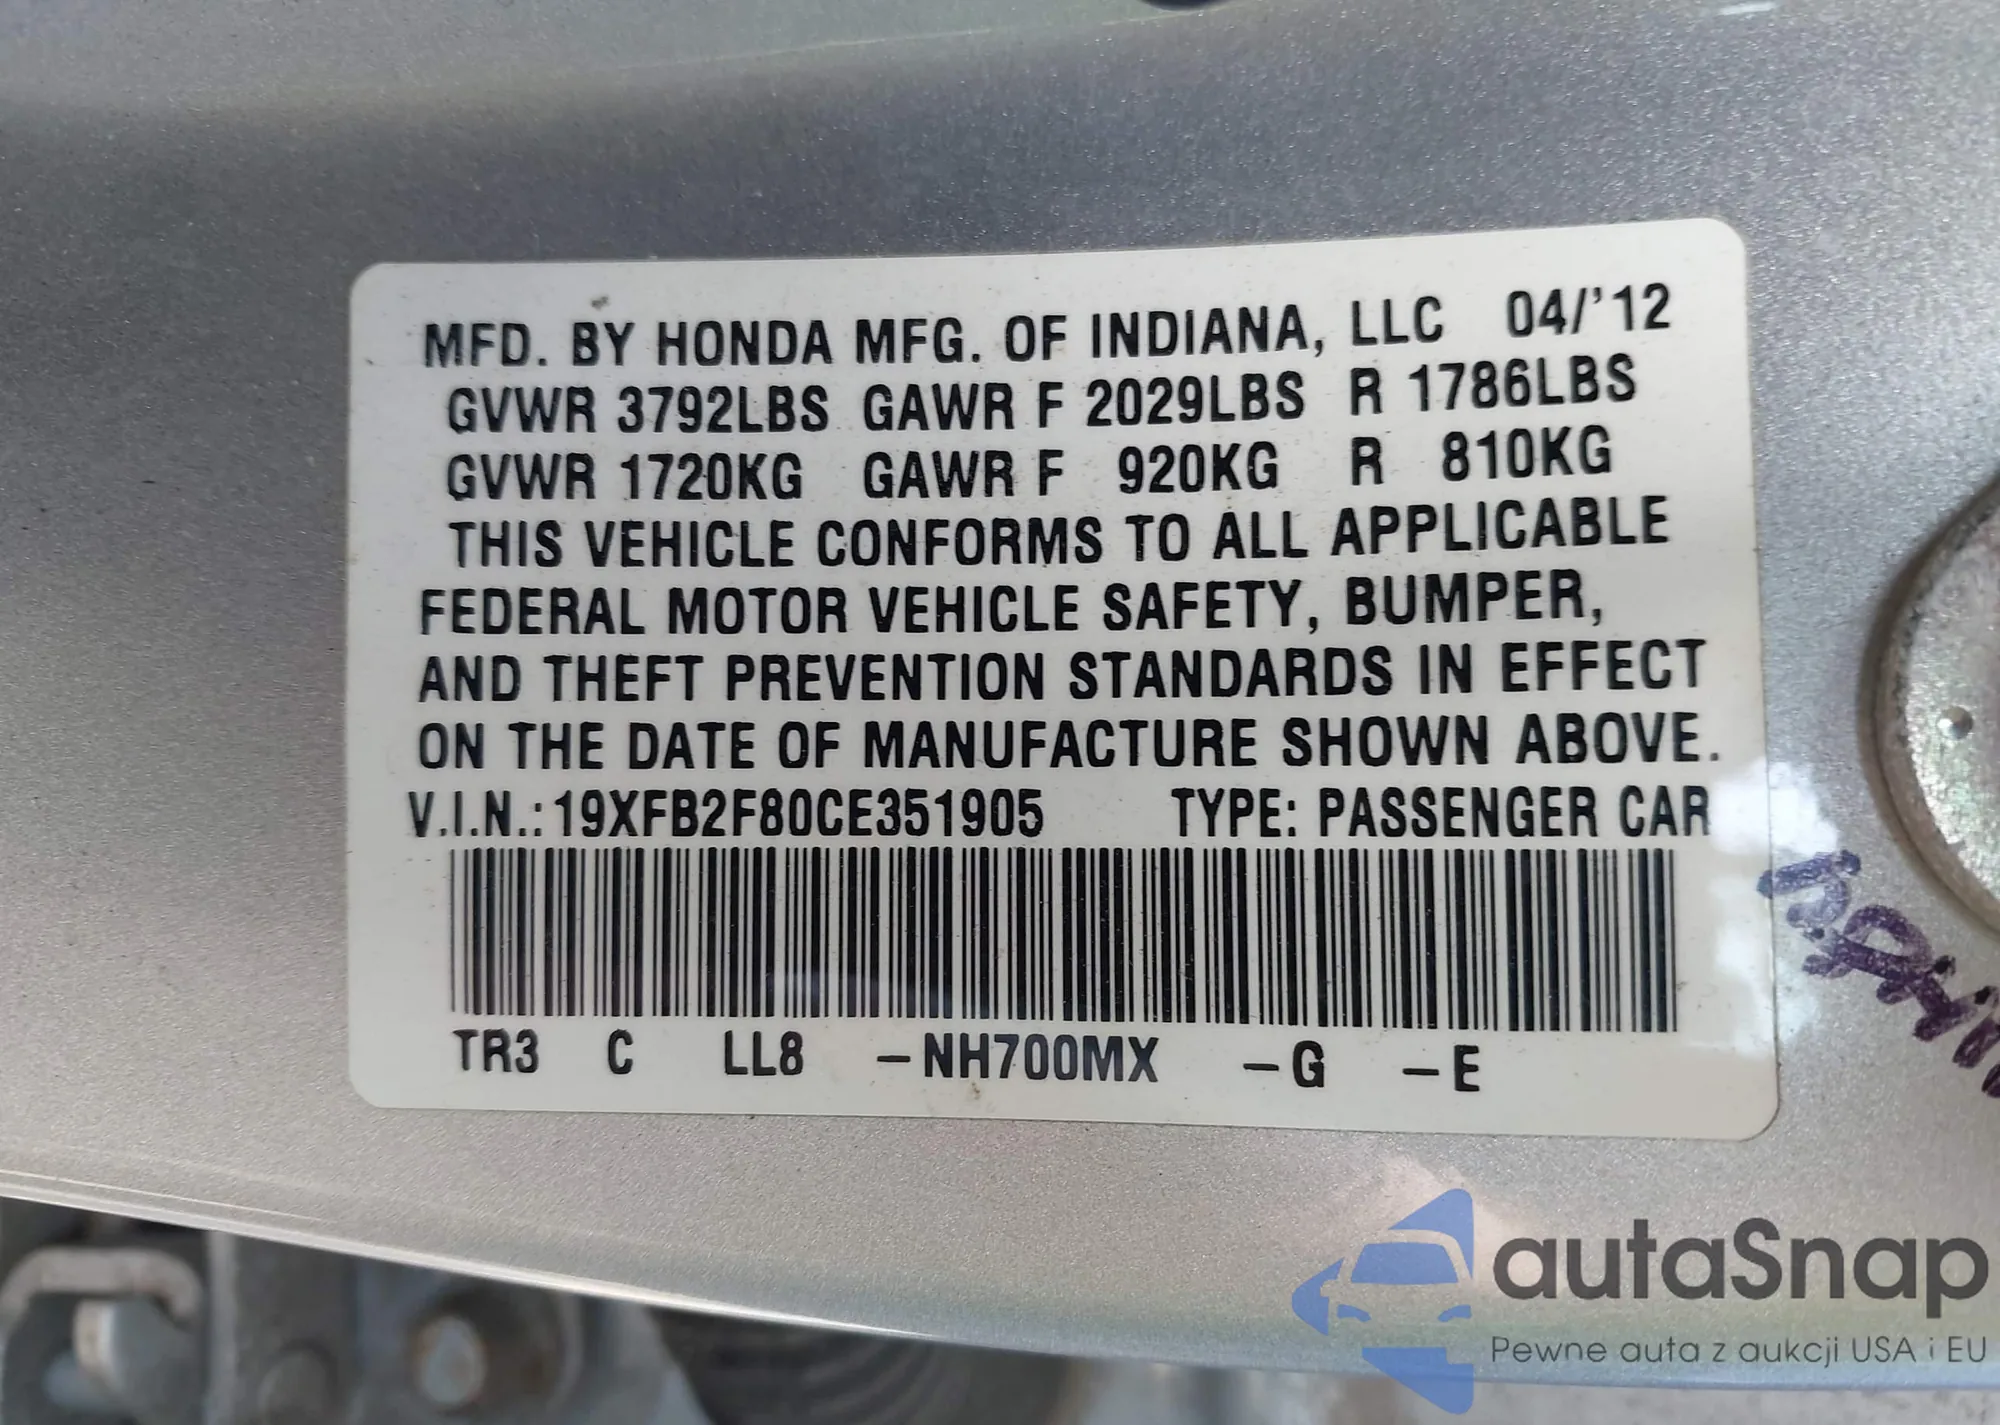 MFD. BY HONDA MFG. OF INDIANA, LLC 04/'12
GVWR 3792LBS GAWR F 2029LBS R 1786LBS
GVWR 1720KG GAWR F 920KG R 810KG
THIS VEHICLE CONFORMS TO ALL APPLICABLE
FEDERAL MOTOR VEHICLE SAFETY, BUMPER,
AND THEFT PREVENTION STANDARDS IN EFFECT
ON THE DATE OF MANUFACTURE SHOWN ABOVE.
V.I.N.:19XFB2F80CE351905 TYPE: PASSENGER CAR
TR3 C LL8 –NH700MX –G –E
autaSnap
Pewne auta z aukcji USA i EU